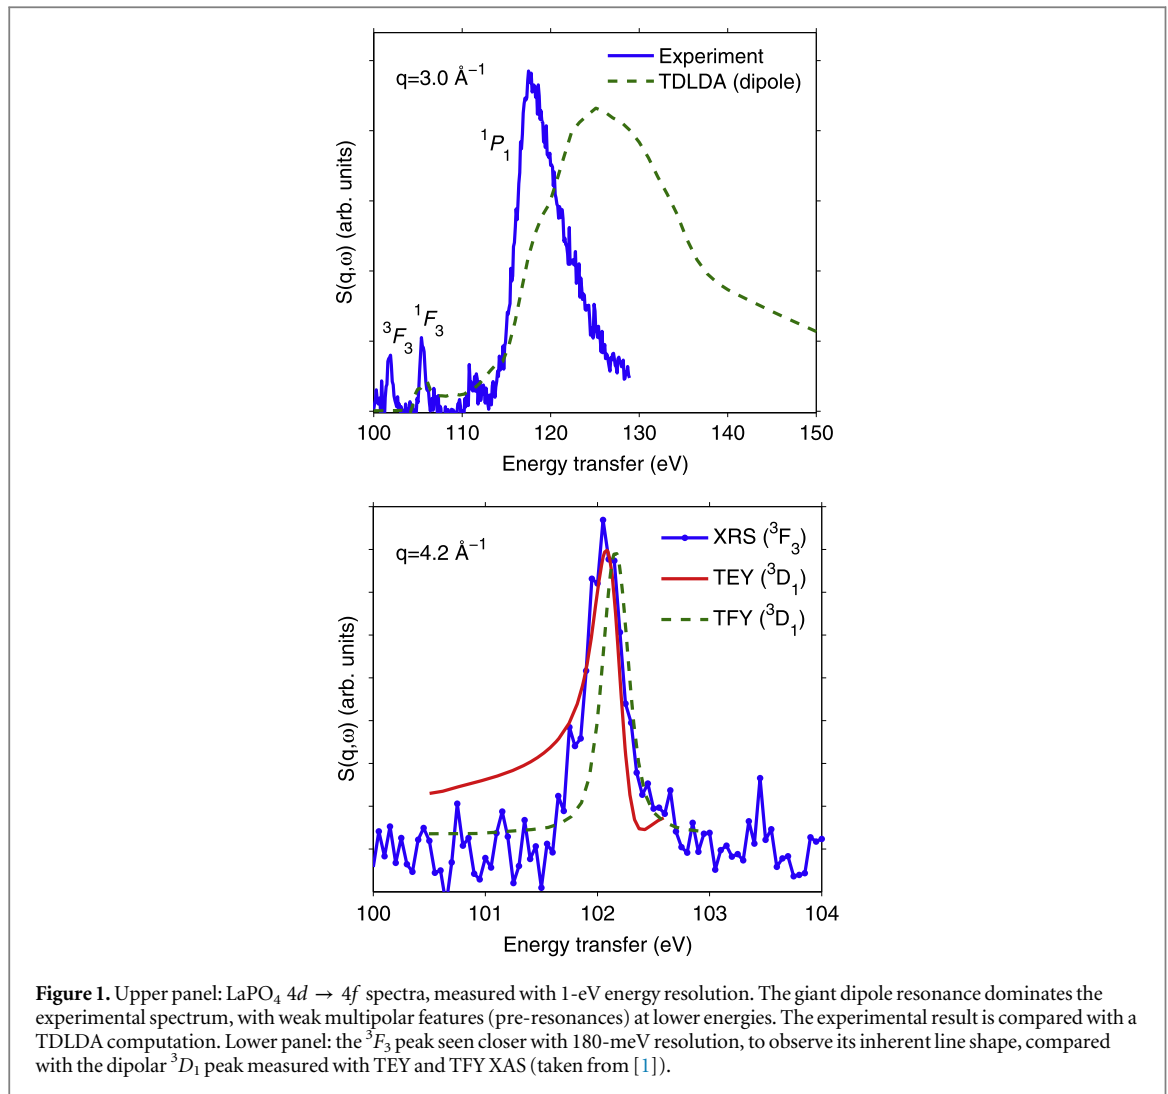 q=3.0 Å⁻¹
Experiment
TDLDA (dipole)
¹P₁
³F₃
¹F₃
S(q,ω) (arb. units)
100 110 120 130 140 150
Energy transfer (eV)
q=4.2 Å⁻¹
XRS (³F₃)
TEY (³D₁)
TFY (³D₁)
S(q,ω) (arb. units)
100 101 102 103 104
Energy transfer (eV)
Figure 1. Upper panel: LaPO₄ 4d → 4f spectra, measured with 1-eV energy resolution. The giant dipole resonance dominates the
experimental spectrum, with weak multipolar features (pre-resonances) at lower energies. The experimental result is compared with a
TDLDA computation. Lower panel: the ³F₃ peak seen closer with 180-meV resolution, to observe its inherent line shape, compared
with the dipolar ³D₁ peak measured with TEY and TFY XAS (taken from [1]).